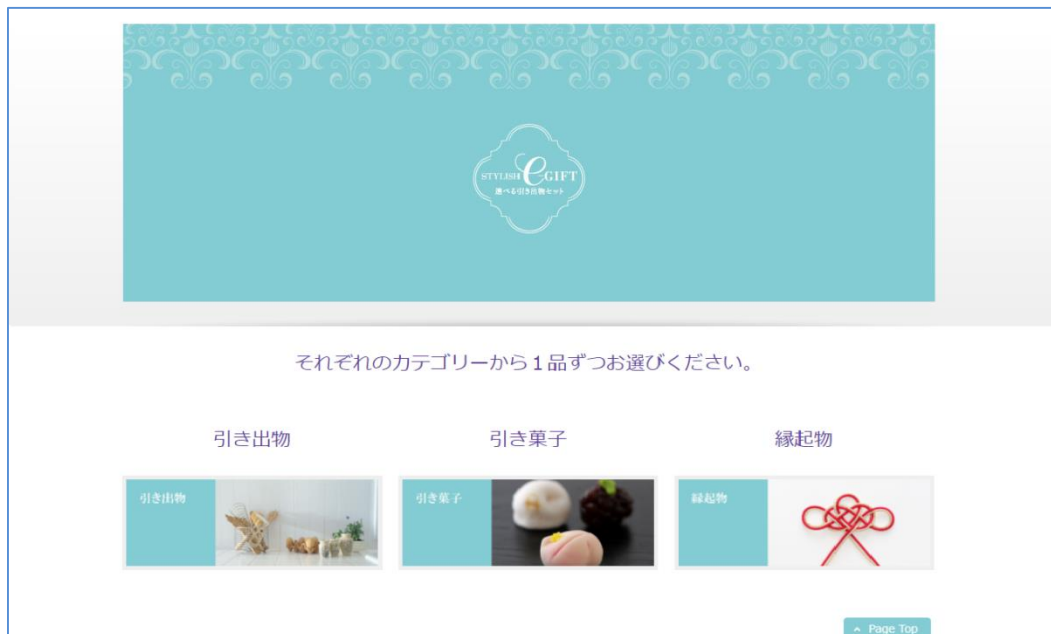 STYLISH e-GIFT
選べる引き出物セット
それぞれのカテゴリーから１品ずつお選びください。
引き出物
引き菓子
縁起物
引き出物
引き菓子
縁起物
Page Top